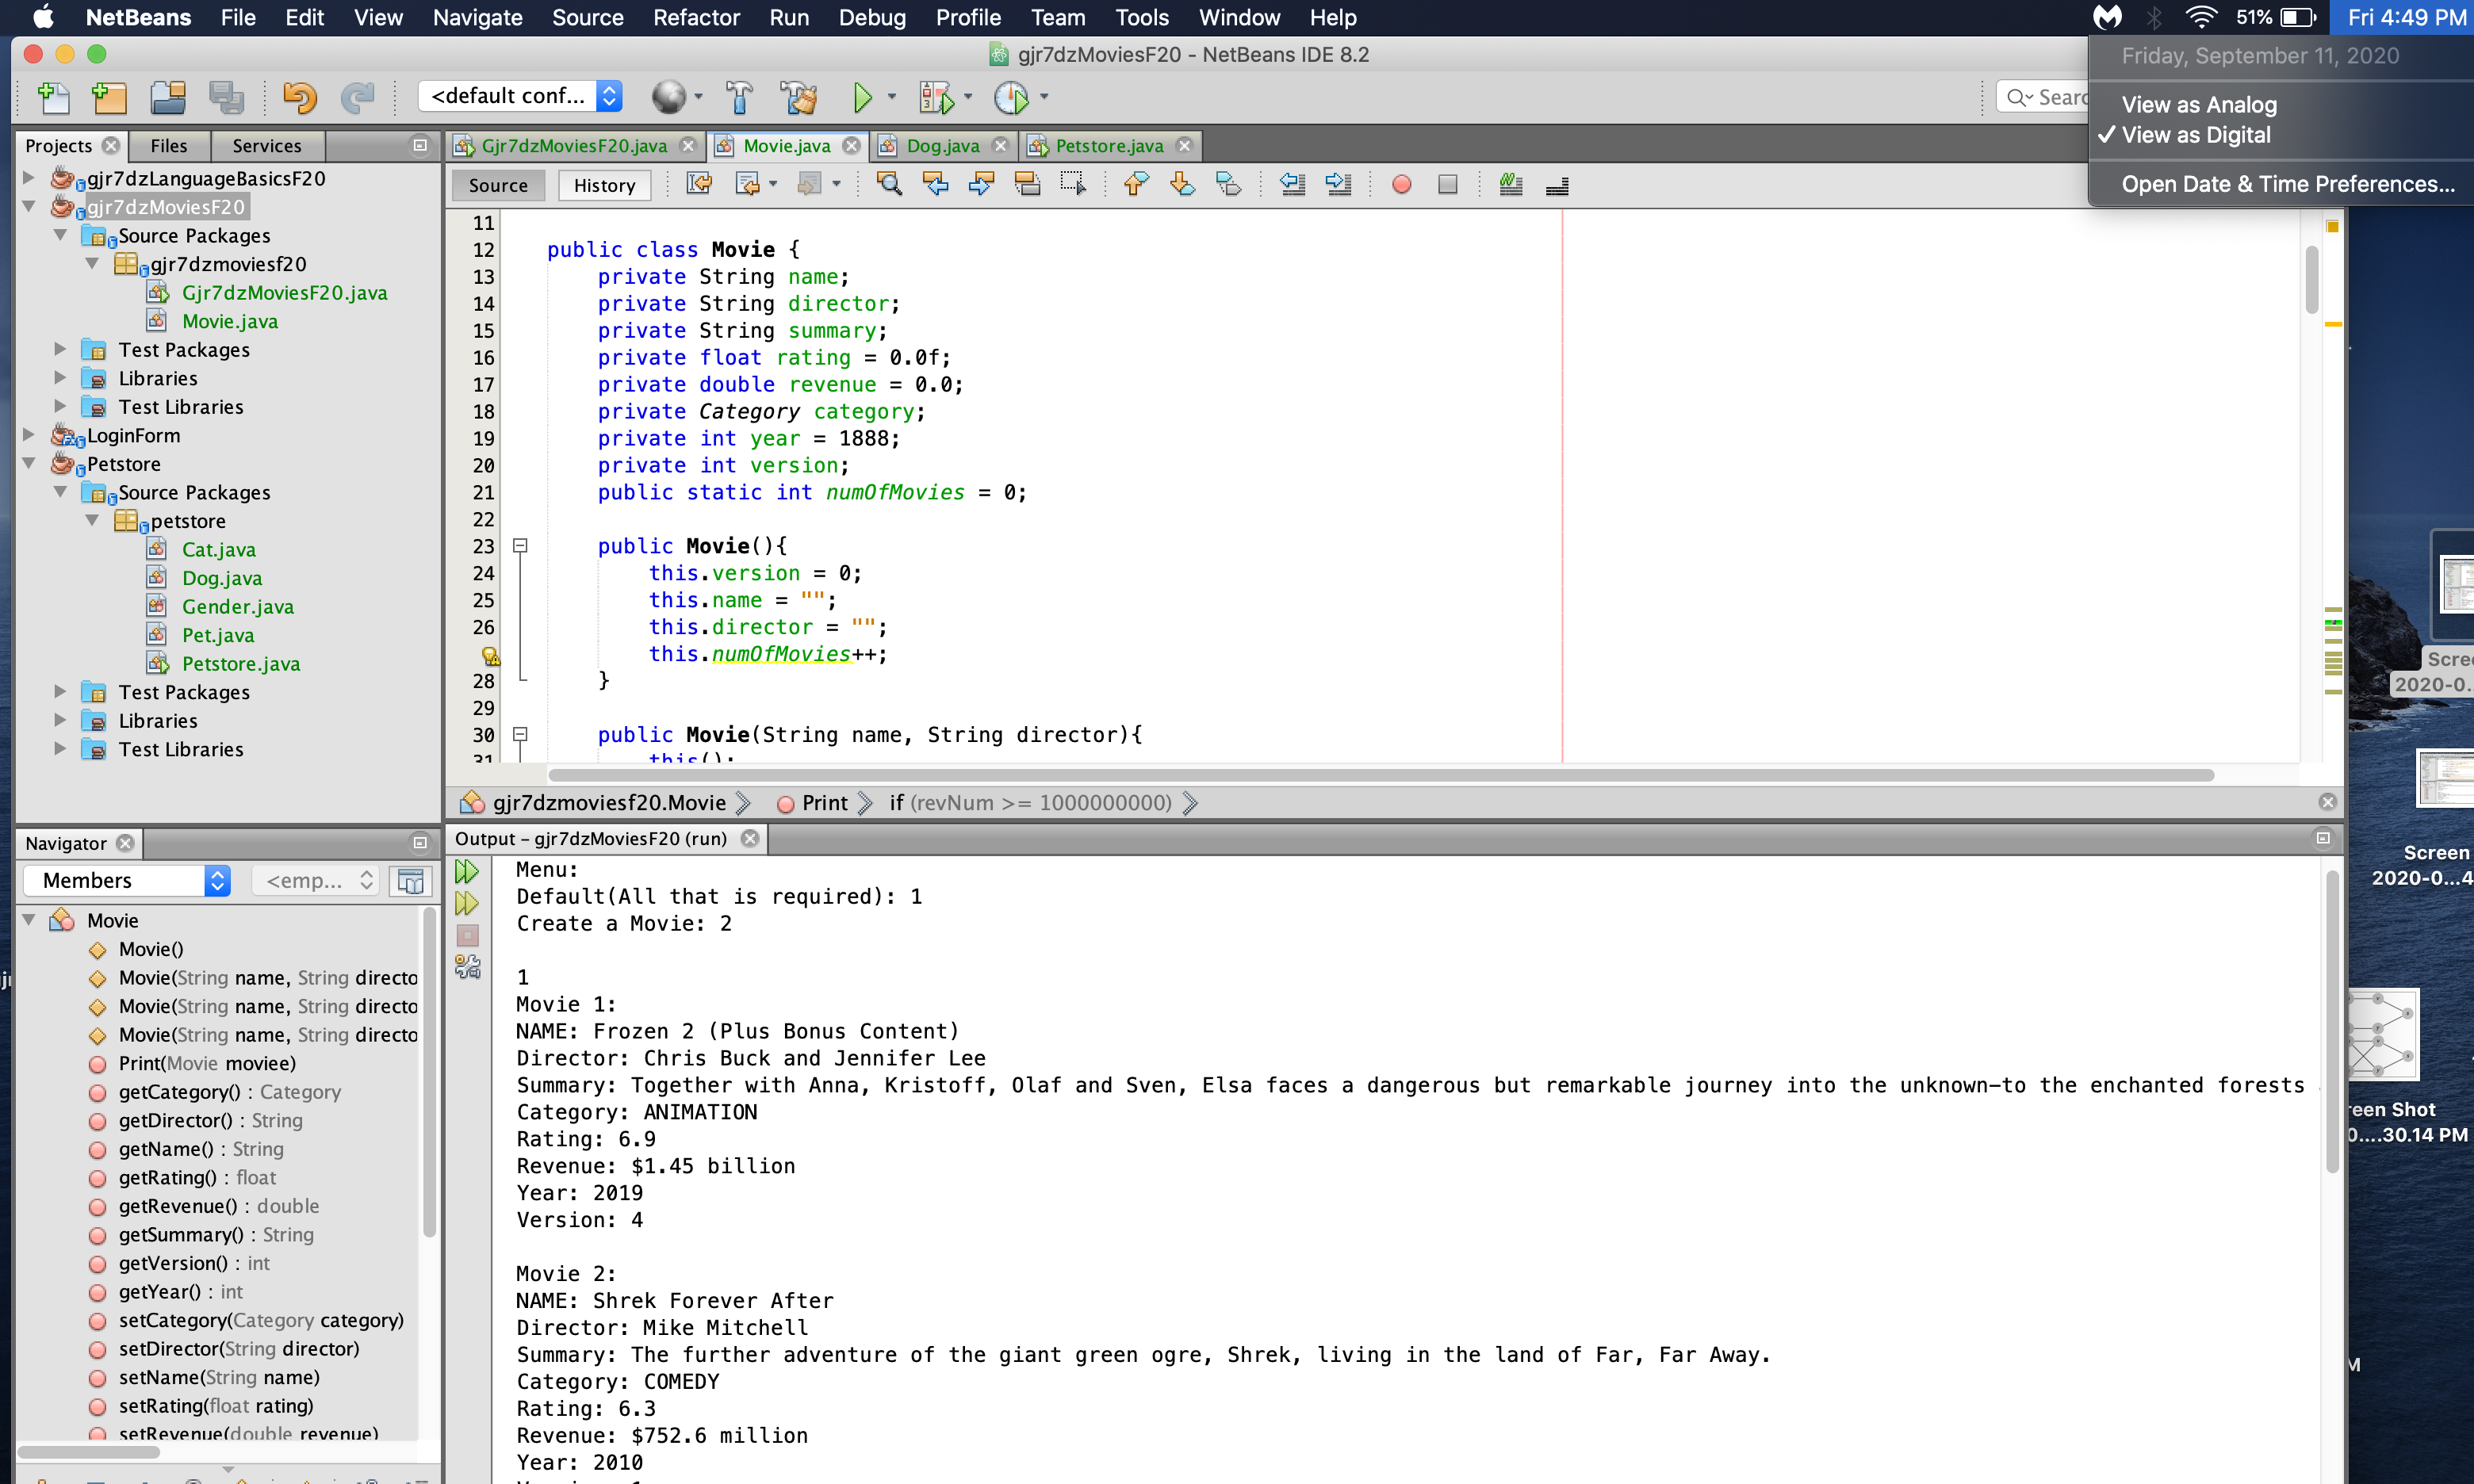 NetBeans File Edit View Navigate Source Refactor Run Debug Profile Team Tools Window Help 51% Fri 4:49 PM
gjr7dzMoviesF20 - NetBeans IDE 8.2
Friday, September 11, 2020
View as Analog
✓ View as Digital
Open Date & Time Preferences...
<default conf...
Searc
Projects Files Services
gjr7dzLanguageBasicsF20
gjr7dzMoviesF20
Source Packages
gjr7dzmoviesf20
Gjr7dzMoviesF20.java
Movie.java
Test Packages
Libraries
Test Libraries
LoginForm
Petstore
Source Packages
petstore
Cat.java
Dog.java
Gender.java
Pet.java
Petstore.java
Test Packages
Libraries
Test Libraries
Gjr7dzMoviesF20.java Movie.java Dog.java Petstore.java
Source History
11
12 public class Movie {
13 private String name;
14 private String director;
15 private String summary;
16 private float rating = 0.0f;
17 private double revenue = 0.0;
18 private Category category;
19 private int year = 1888;
20 private int version;
21 public static int numOfMovies = 0;
22
23 public Movie(){
24 this.version = 0;
25 this.name = "";
26 this.director = "";
this.numOfMovies++;
28 }
29
30 public Movie(String name, String director){
31 this();
gjr7dzmoviesf20.Movie Print if (revNum >= 1000000000)
Navigator
Members <emp...
Movie
Movie()
Movie(String name, String directo
Movie(String name, String directo
Movie(String name, String directo
Print(Movie moviee)
getCategory() : Category
getDirector() : String
getName() : String
getRating() : float
getRevenue() : double
getSummary() : String
getVersion() : int
getYear() : int
setCategory(Category category)
setDirector(String director)
setName(String name)
setRating(float rating)
setRevenue(double revenue)
Output - gjr7dzMoviesF20 (run)
Menu:
Default(All that is required): 1
Create a Movie: 2
1
Movie 1:
NAME: Frozen 2 (Plus Bonus Content)
Director: Chris Buck and Jennifer Lee
Summary: Together with Anna, Kristoff, Olaf and Sven, Elsa faces a dangerous but remarkable journey into the unknown—to the enchanted forests
Category: ANIMATION
Rating: 6.9
Revenue: $1.45 billion
Year: 2019
Version: 4
Movie 2:
NAME: Shrek Forever After
Director: Mike Mitchell
Summary: The further adventure of the giant green ogre, Shrek, living in the land of Far, Far Away.
Category: COMEDY
Rating: 6.3
Revenue: $752.6 million
Year: 2010
Scre
2020-0..
Screen
2020-0...4
reen Shot
0....30.14 PM
M